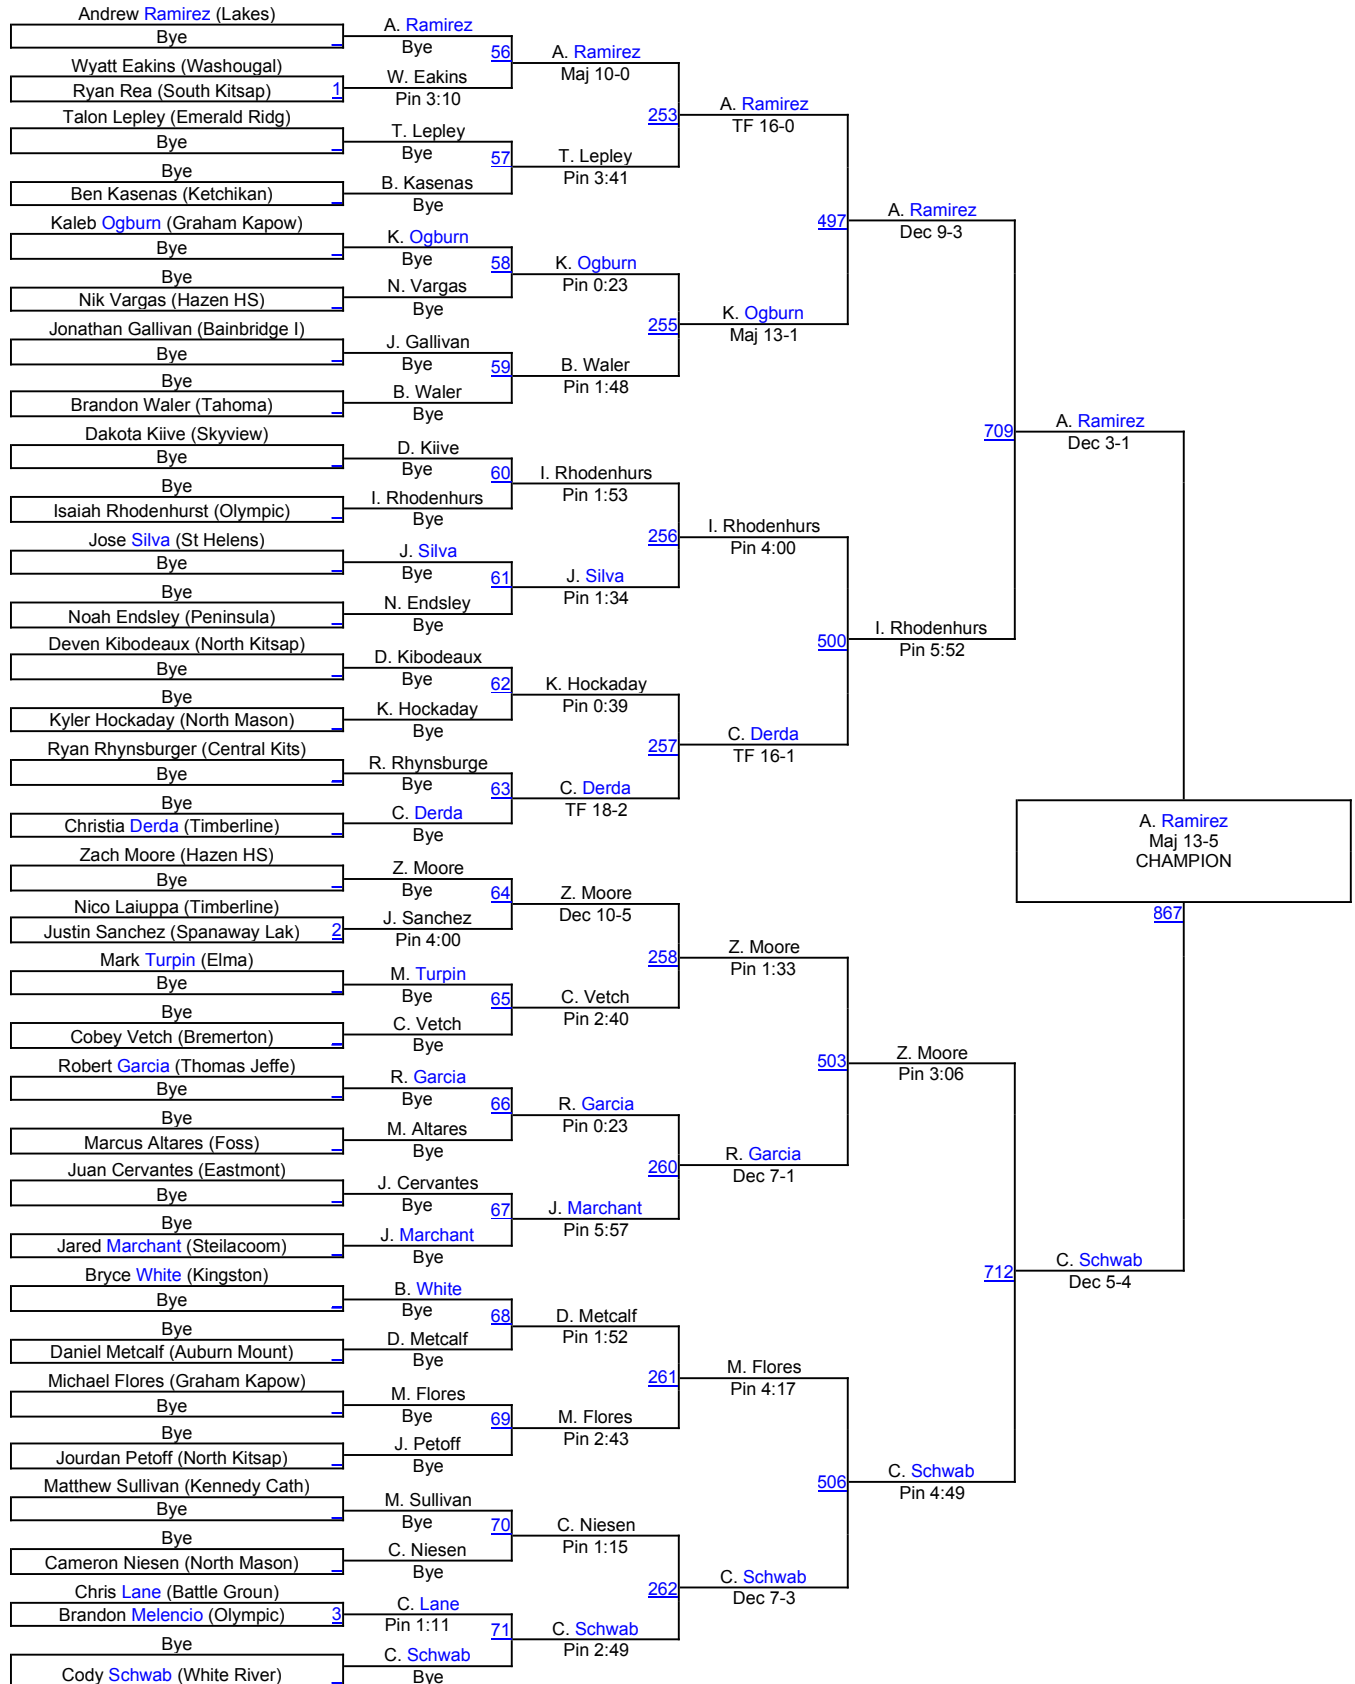 Andrew Ramirez (Lakes)
Bye
Wyatt Eakins (Washougal)
Ryan Rea (South Kitsap) 1
Talon Lepley (Emerald Ridg)
Bye
Bye
Ben Kasenas (Ketchikan)
Kaleb Ogburn (Graham Kapow)
Bye
Bye
Nik Vargas (Hazen HS)
Jonathan Gallivan (Bainbridge I)
Bye
Bye
Brandon Waler (Tahoma)
Dakota Kiive (Skyview)
Bye
Bye
Isaiah Rhodenhurst (Olympic)
Jose Silva (St Helens)
Bye
Bye
Noah Endsley (Peninsula)
Deven Kibodeaux (North Kitsap)
Bye
Bye
Kyler Hockaday (North Mason)
Ryan Rhynsburger (Central Kits)
Bye
Bye
Christia Derda (Timberline)
Zach Moore (Hazen HS)
Bye
Nico Laiuppa (Timberline)
Justin Sanchez (Spanaway Lak) 2
Mark Turpin (Elma)
Bye
Bye
Cobey Vetch (Bremerton)
Robert Garcia (Thomas Jeffe)
Bye
Bye
Marcus Altares (Foss)
Juan Cervantes (Eastmont)
Bye
Bye
Jared Marchant (Steilacoom)
Bryce White (Kingston)
Bye
Bye
Daniel Metcalf (Auburn Mount)
Michael Flores (Graham Kapow)
Bye
Bye
Jourdan Petoff (North Kitsap)
Matthew Sullivan (Kennedy Cath)
Bye
Bye
Cameron Niesen (North Mason)
Chris Lane (Battle Groun)
Brandon Melencio (Olympic) 3
Bye
Cody Schwab (White River)
A. Ramirez
Bye
56
W. Eakins
Pin 3:10
T. Lepley
Bye
57
B. Kasenas
Bye
K. Ogburn
Bye
58
N. Vargas
Bye
J. Gallivan
Bye
59
B. Waler
Bye
D. Kiive
Bye
60
I. Rhodenhurs
Bye
J. Silva
Bye
61
N. Endsley
Bye
D. Kibodeaux
Bye
62
K. Hockaday
Bye
R. Rhynsburge
Bye
63
C. Derda
Bye
Z. Moore
Bye
64
J. Sanchez
Pin 4:00
M. Turpin
Bye
65
C. Vetch
Bye
R. Garcia
Bye
66
M. Altares
Bye
J. Cervantes
Bye
67
J. Marchant
Bye
B. White
Bye
68
D. Metcalf
Bye
M. Flores
Bye
69
J. Petoff
Bye
M. Sullivan
Bye
70
C. Niesen
Bye
C. Lane
Pin 1:11
71
C. Schwab
Bye
A. Ramirez
Maj 10-0
253
T. Lepley
Pin 3:41
K. Ogburn
Pin 0:23
255
B. Waler
Pin 1:48
I. Rhodenhurs
Pin 1:53
256
J. Silva
Pin 1:34
K. Hockaday
Pin 0:39
257
C. Derda
TF 18-2
Z. Moore
Dec 10-5
258
C. Vetch
Pin 2:40
R. Garcia
Pin 0:23
260
J. Marchant
Pin 5:57
D. Metcalf
Pin 1:52
261
M. Flores
Pin 2:43
C. Niesen
Pin 1:15
262
C. Schwab
Pin 2:49
A. Ramirez
TF 16-0
497
K. Ogburn
Maj 13-1
I. Rhodenhurs
Pin 4:00
500
C. Derda
TF 16-1
Z. Moore
Pin 1:33
503
R. Garcia
Dec 7-1
M. Flores
Pin 4:17
506
C. Schwab
Dec 7-3
A. Ramirez
Dec 9-3
709
I. Rhodenhurs
Pin 5:52
Z. Moore
Pin 3:06
712
C. Schwab
Pin 4:49
A. Ramirez
Dec 3-1
A. Ramirez
Maj 13-5
CHAMPION
867
C. Schwab
Dec 5-4